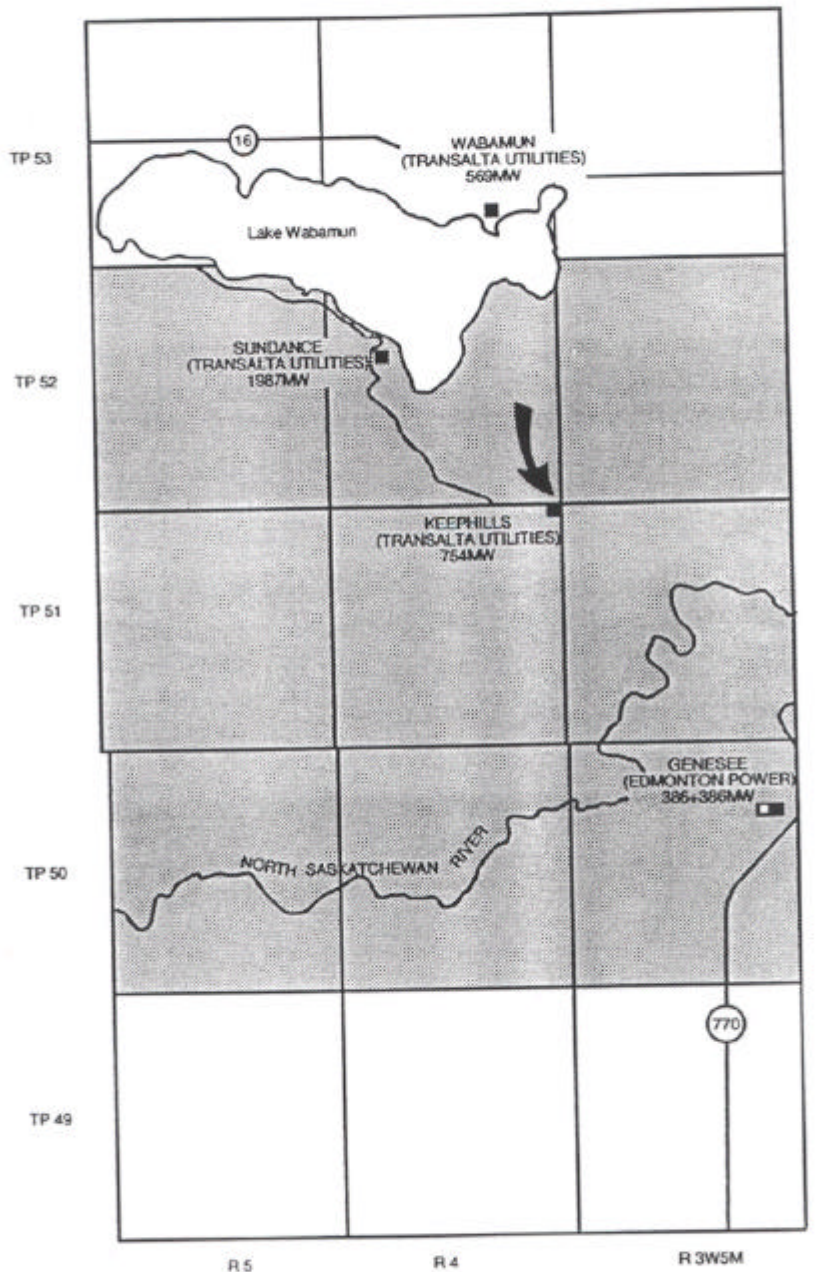 TP 53
16
WABAMUN
(TRANSALTA UTILITIES)
569MW
Lake Wabamun
SUNDANCE
(TRANSALTA UTILITIES)
1987MW
TP 52
KEEPHILLS
(TRANSALTA UTILITIES)
754MW
TP 51
GENESEE
(EDMONTON POWER)
386+386MW
TP 50
NORTH SASKATCHEWAN RIVER
770
TP 49
R 5
R 4
R 3W5M